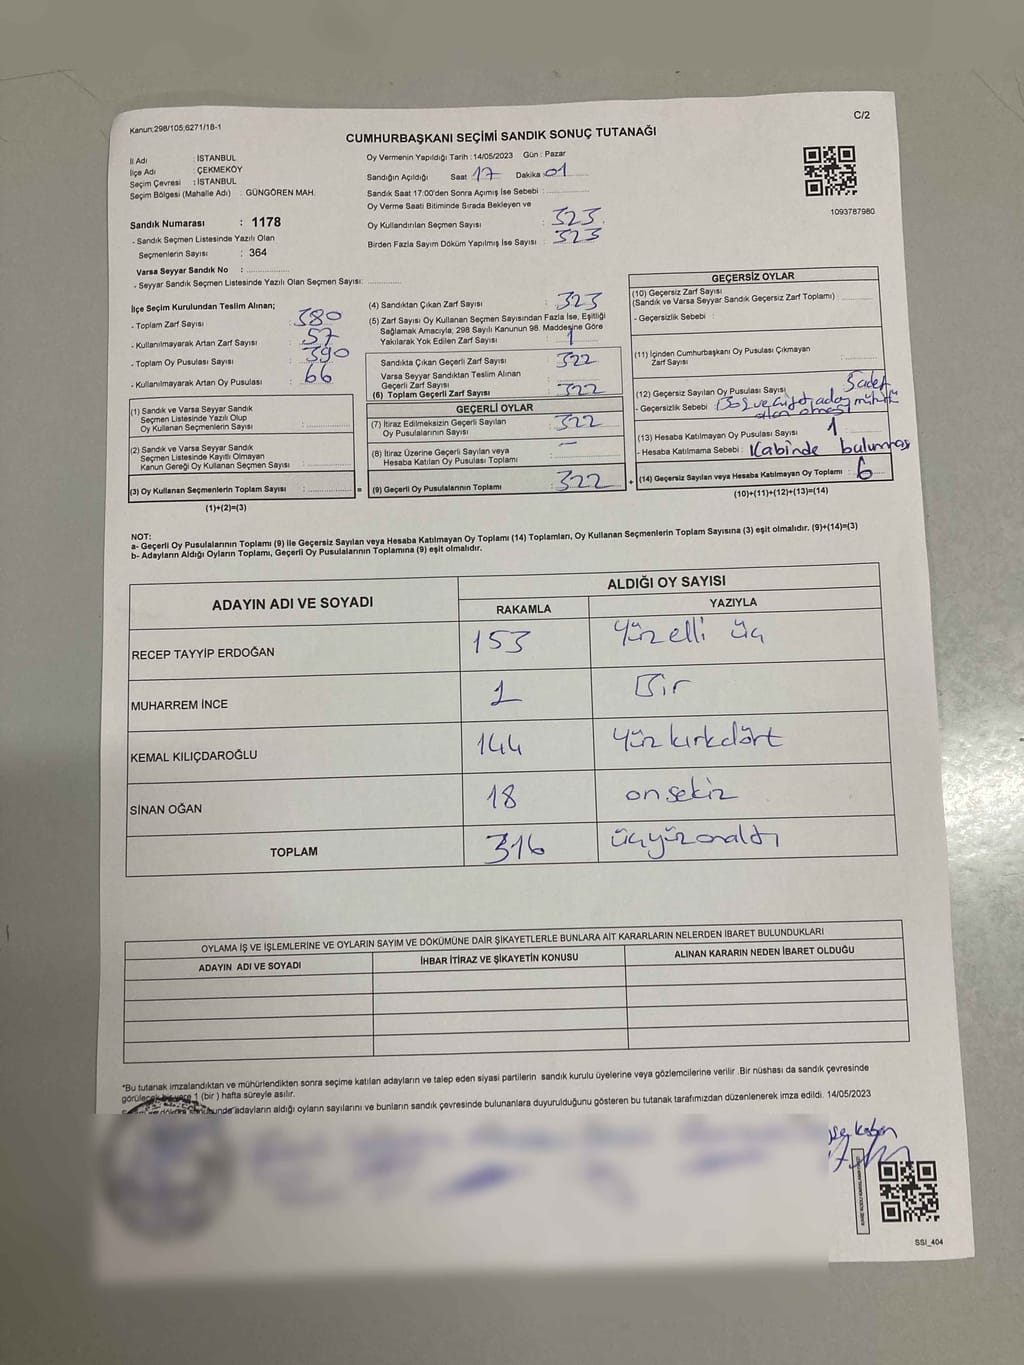 Kanun;298/105;6271/18-1
C/2
CUMHURBAŞKANI SEÇİMİ SANDIK SONUÇ TUTANAĞI
İl Adı : İSTANBUL
İlçe Adı : ÇEKMEKÖY
Seçim Çevresi : İSTANBUL
Seçim Bölgesi (Mahalle Adı) : GÜNGÖREN MAH.
Sandık Numarası : 1178
- Sandık Seçmen Listesinde Yazılı Olan
Seçmenlerin Sayısı : 364
Varsa Seyyar Sandık No :
- Seyyar Sandık Seçmen Listesinde Yazılı Olan Seçmen Sayısı:
Oy Vermenin Yapıldığı Tarih : 14/05/2023 Gün : Pazar
Sandığın Açıldığı Saat 17 Dakika : 01
Sandık Saat 17:00'den Sonra Açımış İse Sebebi :
Oy Verme Saati Bitiminde Sırada Bekleyen ve
Oy Kullandırılan Seçmen Sayısı : 323
Birden Fazla Sayım Döküm Yapılmış İse Sayısı : 323
1093787980
İlçe Seçim Kurulundan Teslim Alınan;
- Toplam Zarf Sayısı : 380
- Kullanılmayarak Artan Zarf Sayısı : 57
- Toplam Oy Pusulası Sayısı : 390
- Kullanılmayarak Artan Oy Pusulası : 66
(1) Sandık ve Varsa Seyyar Sandık
Seçmen Listesinde Yazılı Olup
Oy Kullanan Seçmenlerin Sayısı :
(2) Sandık ve Varsa Seyyar Sandık
Seçmen Listesinde Kayıtlı Olmayan
Kanun Gereği Oy Kullanan Seçmen Sayısı :
(3) Oy Kullanan Seçmenlerin Toplam Sayısı : =
(1)+(2)=(3)
(4) Sandıktan Çıkan Zarf Sayısı : 323
(5) Zarf Sayısı Oy Kullanan Seçmen Sayısından Fazla İse, Eşitliği
Sağlamak Amacıyla; 298 Sayılı Kanunun 98. Maddesine Göre
Yakılarak Yok Edilen Zarf Sayısı : 1
Sandıkta Çıkan Geçerli Zarf Sayısı : 322
Varsa Seyyar Sandıktan Teslim Alınan
Geçerli Zarf Sayısı :
(6) Toplam Geçerli Zarf Sayısı : 322
GEÇERLİ OYLAR
(7) İtiraz Edilmeksizin Geçerli Sayılan
Oy Pusulalarının Sayısı : 322
(8) İtiraz Üzerine Geçerli Sayılan veya
Hesaba Katılan Oy Pusulası Toplamı : —
(9) Geçerli Oy Pusulalarının Toplamı : 322 +
GEÇERSİZ OYLAR
(10) Geçersiz Zarf Sayısı
(Sandık ve Varsa Seyyar Sandık Geçersiz Zarf Toplamı) :
- Geçersizlik Sebebi :
(11) İçinden Cumhurbaşkanı Oy Pusulası Çıkmayan
Zarf Sayısı :
(12) Geçersiz Sayılan Oy Pusulası Sayısı : 5 adet
- Geçersizlik Sebebi : Boş ve çift aday mühür
olan olması
(13) Hesaba Katılmayan Oy Pusulası Sayısı : 1
- Hesaba Katılmama Sebebi : Kabinde bulunması
(14) Geçersiz Sayılan veya Hesaba Katılmayan Oy Toplamı : 6
(10)+(11)+(12)+(13)=(14)
NOT:
a- Geçerli Oy Pusulalarının Toplamı (9) ile Geçersiz Sayılan veya Hesaba Katılmayan Oy Toplamı (14) Toplamları, Oy Kullanan Seçmenlerin Toplam Sayısına (3) eşit olmalıdır. (9)+(14)=(3)
b- Adayların Aldığı Oyların Toplamı, Geçerli Oy Pusulalarının Toplamına (9) eşit olmalıdır.
ADAYIN ADI VE SOYADI
ALDIĞI OY SAYISI
RAKAMLA YAZIYLA
RECEP TAYYİP ERDOĞAN 153 Yüz elli üç
MUHARREM İNCE 1 Bir
KEMAL KILIÇDAROĞLU 144 Yüz kırkdört
SİNAN OĞAN 18 on sekiz
TOPLAM 316 üçyüzonaltı
OYLAMA İŞ VE İŞLEMLERİNE VE OYLARIN SAYIM VE DÖKÜMÜNE DAİR ŞİKAYETLERLE BUNLARA AİT KARARLARIN NELERDEN İBARET BULUNDUKLARI
ADAYIN ADI VE SOYADI İHBAR İTİRAZ VE ŞİKAYETİN KONUSU ALINAN KARARIN NEDEN İBARET OLDUĞU
*Bu tutanak imzalandıktan ve mühürlendikten sonra seçime katılan adayların ve talep eden siyasi partilerin sandık kurulu üyelerine veya gözlemcilerine verilir .Bir nüshası da sandık çevresinde
görülecek bir yere 1 (bir ) hafta süreyle asılır.
adayların aldığı oyların sayılarını ve bunların sandık çevresinde bulunanlara duyurulduğunu gösteren bu tutanak tarafımızdan düzenlenerek imza edildi. 14/05/2023
SSI_404